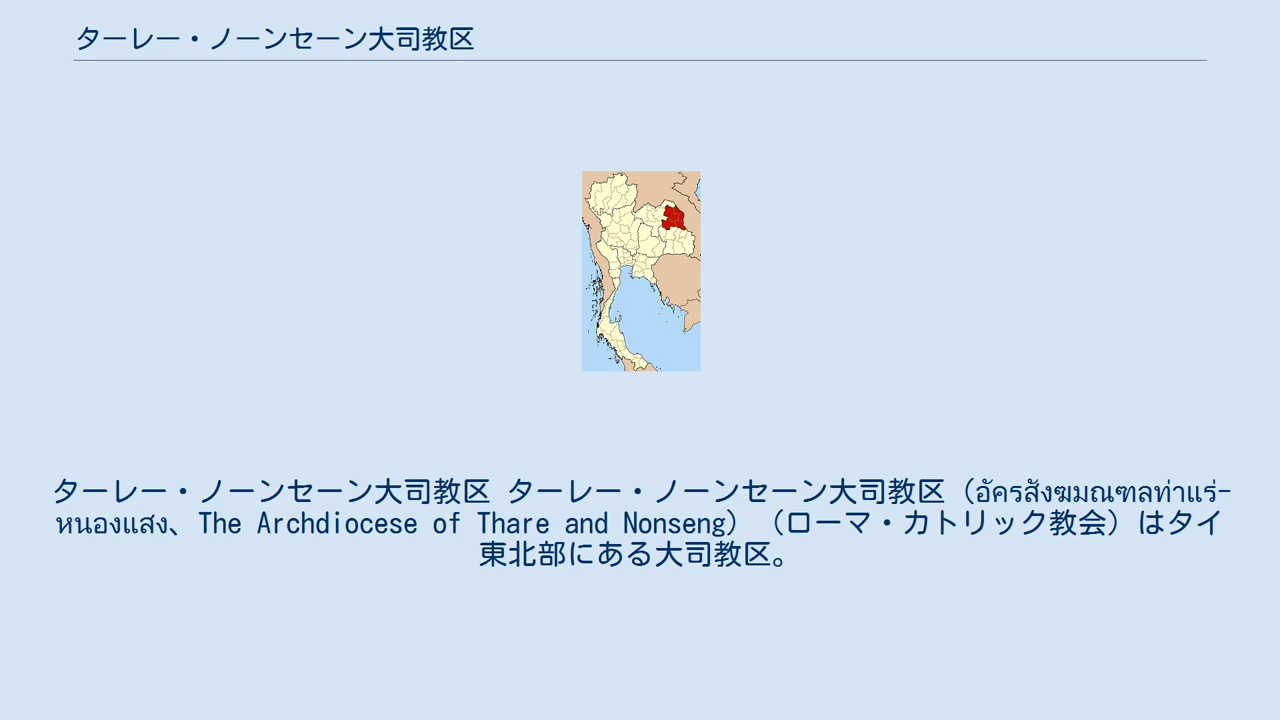 ターレー・ノーンセーン大司教区
ターレー・ノーンセーン大司教区 ターレー・ノーンセーン大司教区（อัครสังฆมณฑลท่าแร่-
หนองแสง、The Archdiocese of Thare and Nonseng）（ローマ・カトリック教会）はタイ
東北部にある大司教区。